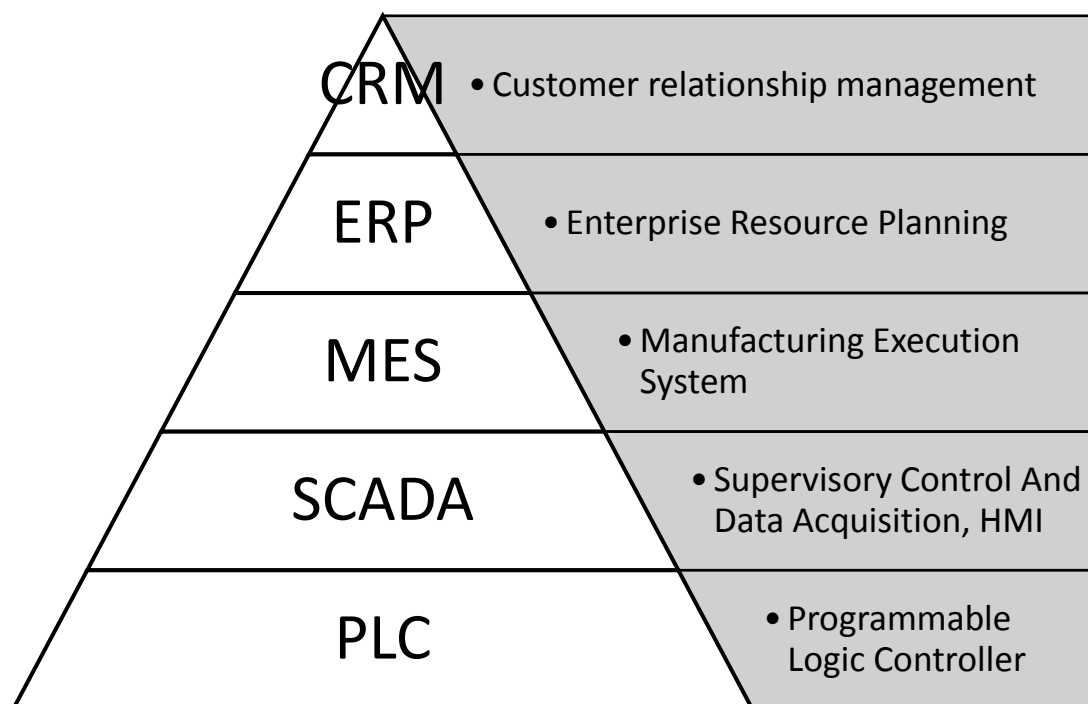 CRM
• Customer relationship management
ERP
• Enterprise Resource Planning
MES
• Manufacturing Execution
System
SCADA
• Supervisory Control And
Data Acquisition, HMI
PLC
• Programmable
Logic Controller